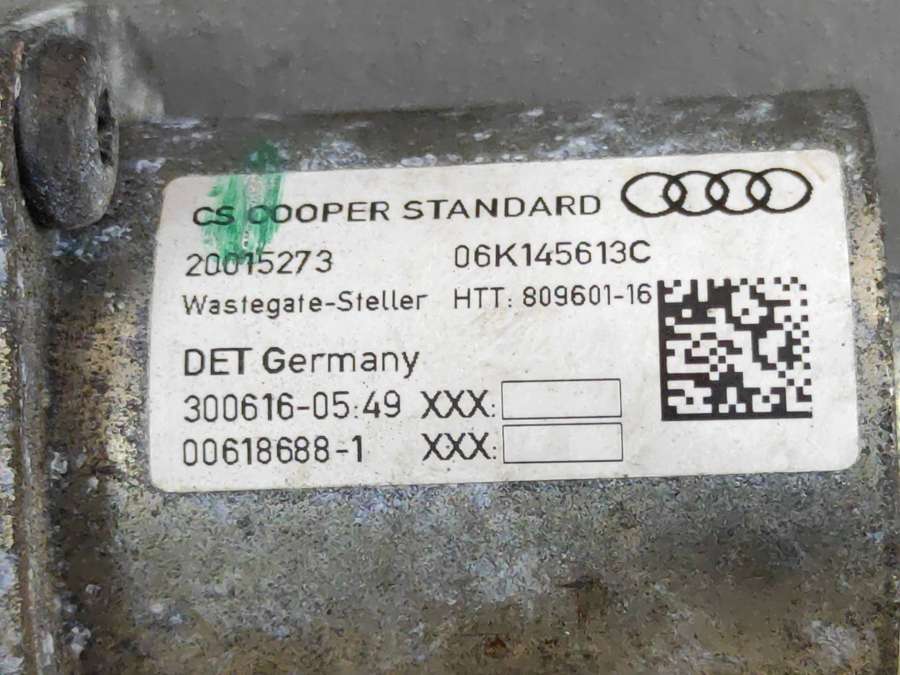 CS COOPER STANDARD
20015273 06K145613C
Wastegate-Steller HTT: 809601-16
DET Germany
300616-05:49 XXX:
00618688-1 XXX: